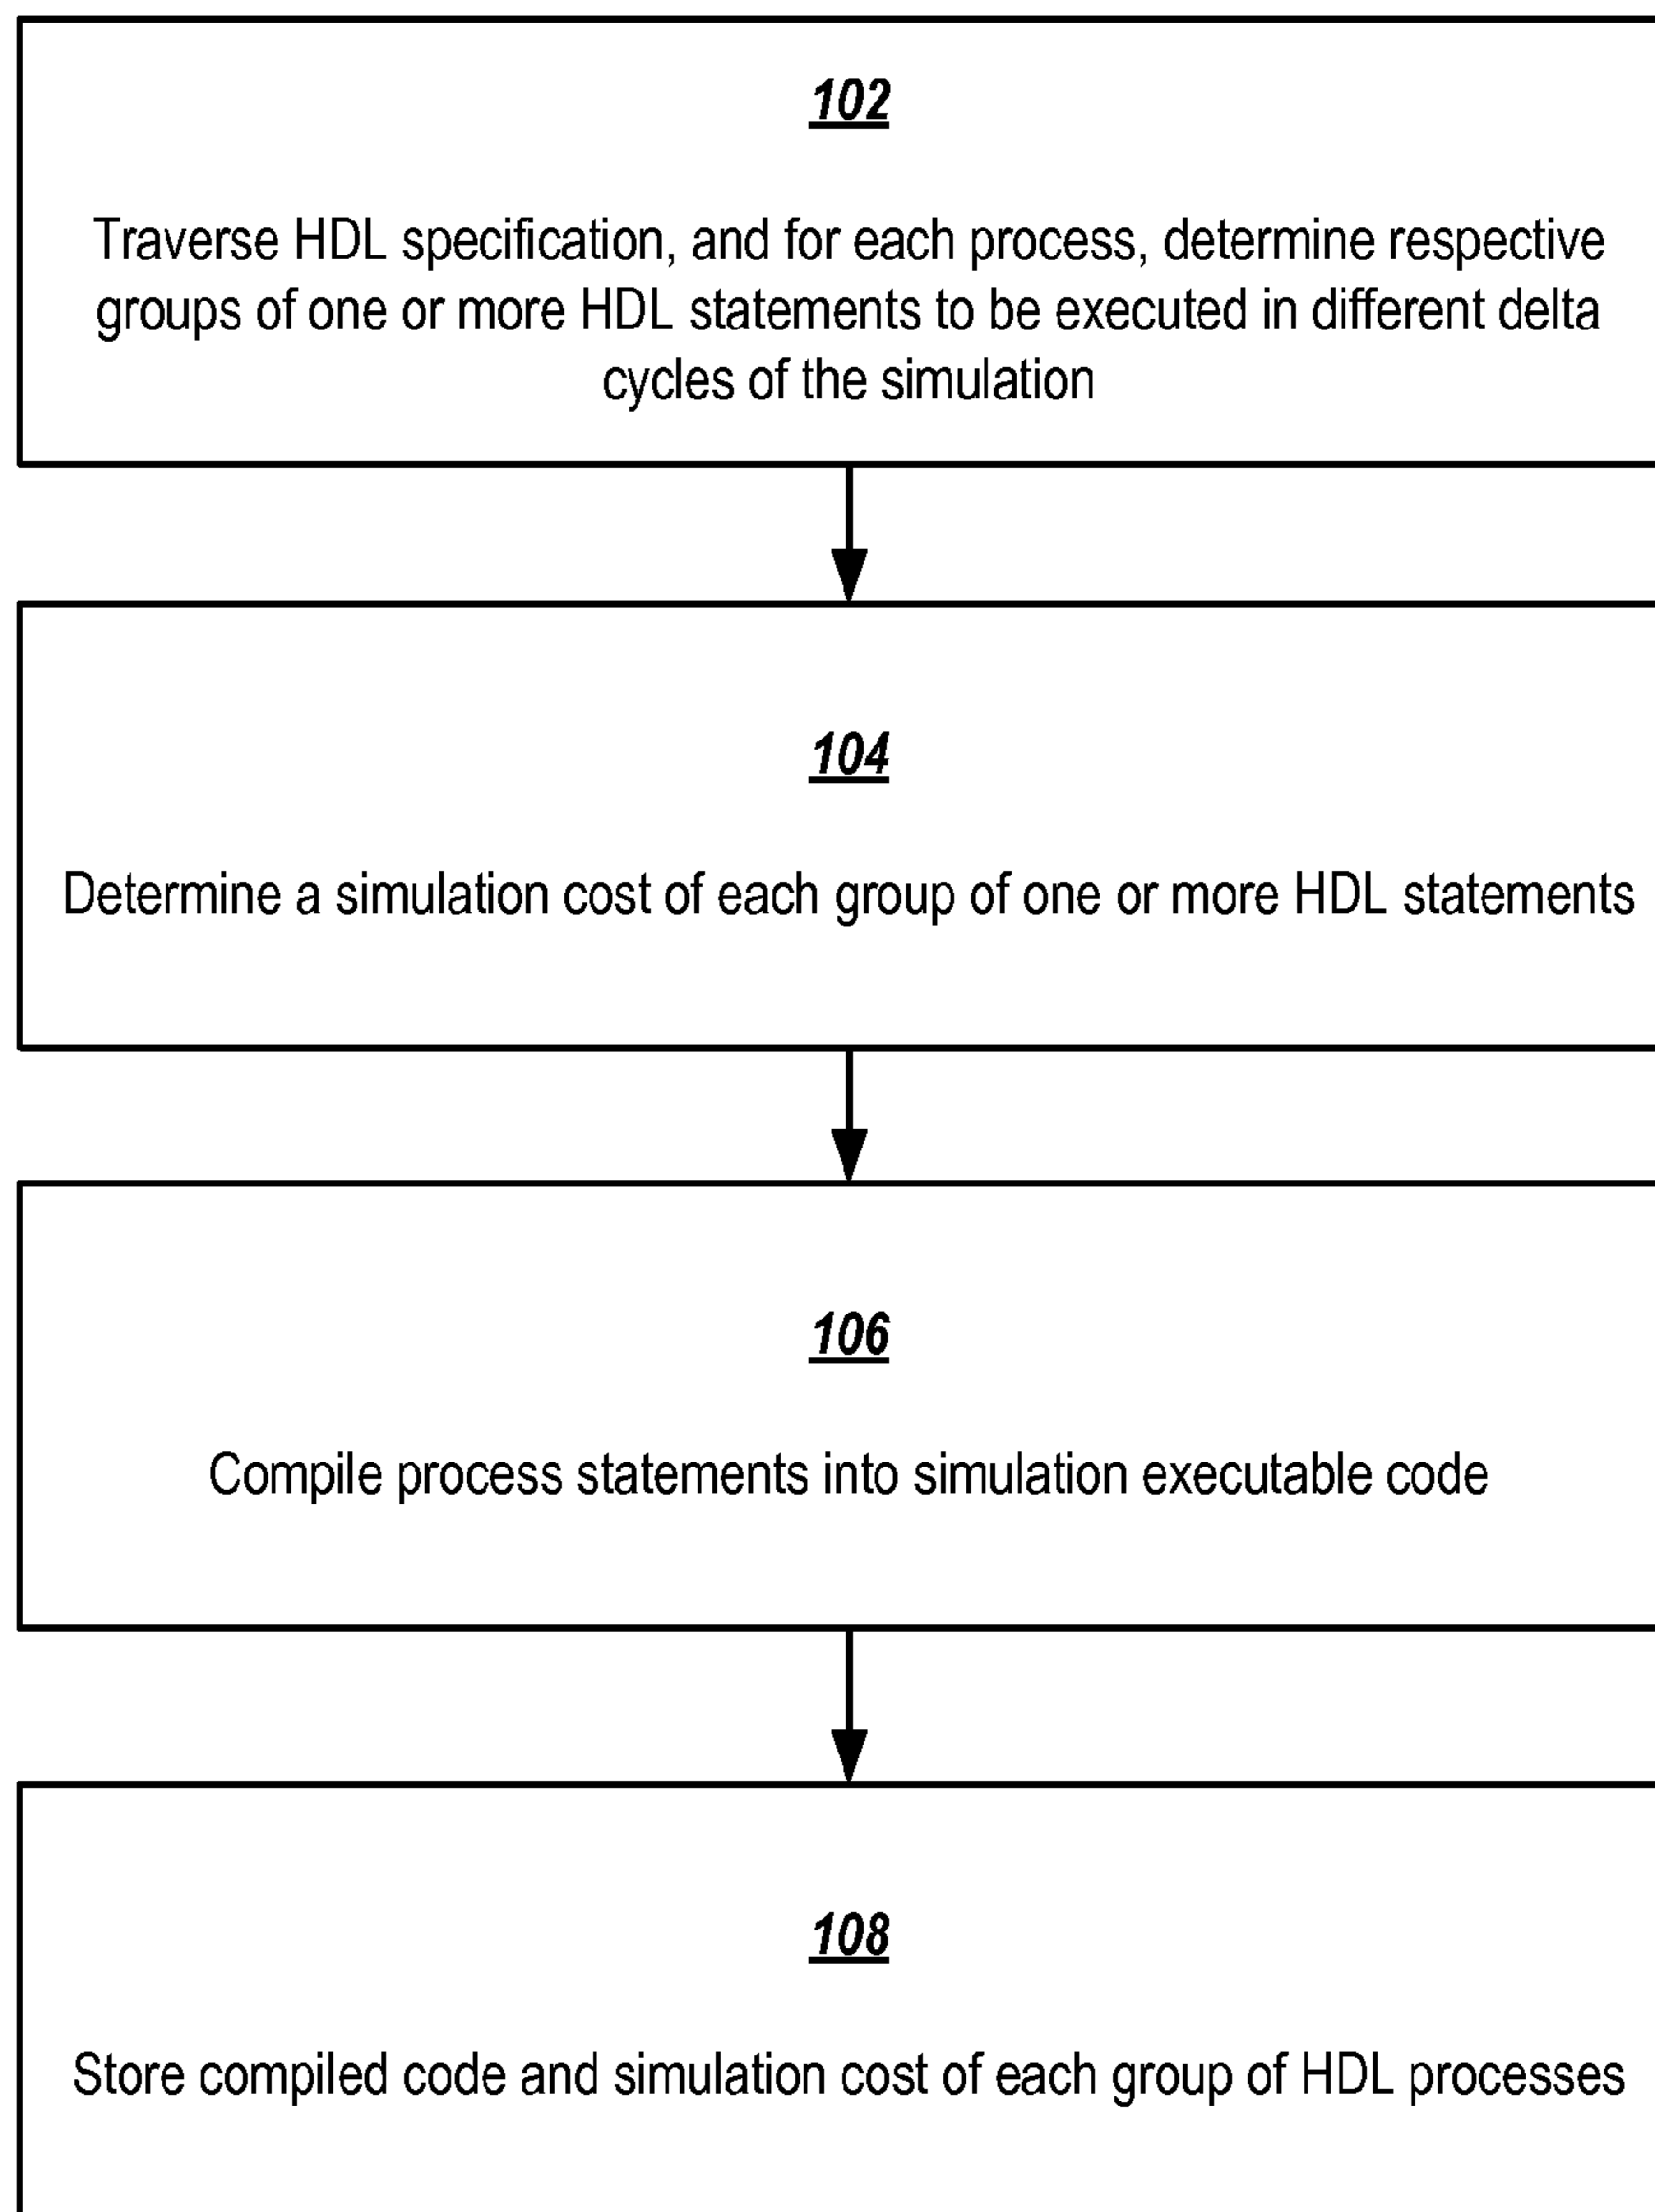 102
Traverse HDL specification, and for each process, determine respective
groups of one or more HDL statements to be executed in different delta
cycles of the simulation
104
Determine a simulation cost of each group of one or more HDL statements
106
Compile process statements into simulation executable code
108
Store compiled code and simulation cost of each group of HDL processes